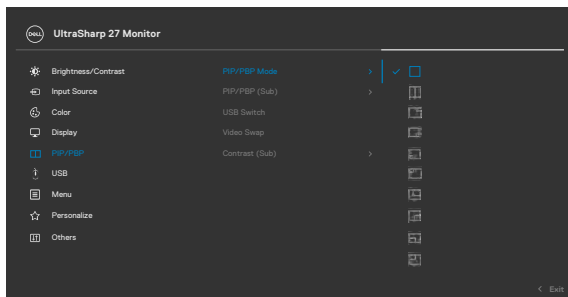 DELL UltraSharp 27 Monitor
Brightness/Contrast PIP/PBP Mode
Input Source PIP/PBP (Sub)
Color USB Switch
Display Video Swap
PIP/PBP Contrast (Sub)
USB
Menu
Personalize
Others
Exit